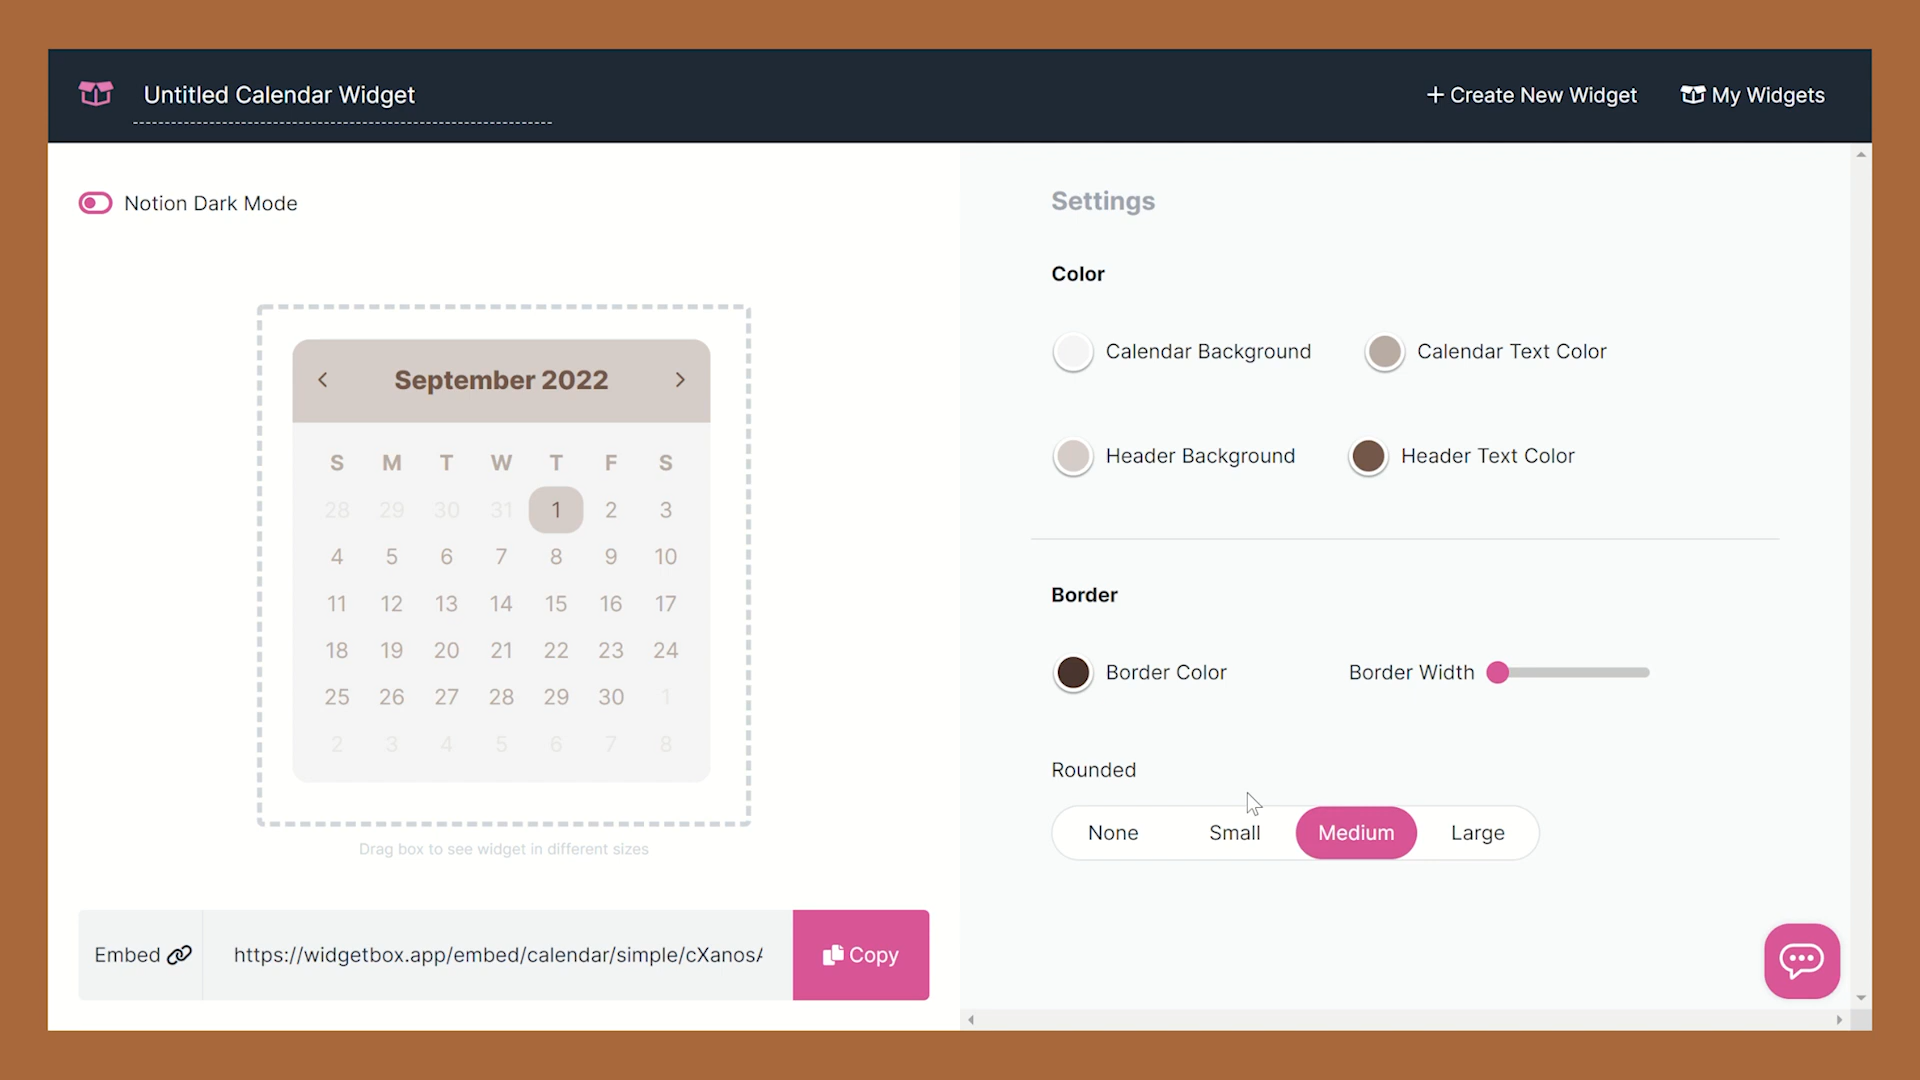 Untitled Calendar Widget
+ Create New Widget
My Widgets
Notion Dark Mode
September 2022
S M T W T F S
28 29 30 31 1 2 3
4 5 6 7 8 9 10
11 12 13 14 15 16 17
18 19 20 21 22 23 24
25 26 27 28 29 30 1
2 3 4 5 6 7 8
Drag box to see widget in different sizes
Embed
https://widgetbox.app/embed/calendar/simple/cXanosA
Copy
Settings
Color
Calendar Background
Calendar Text Color
Header Background
Header Text Color
Border
Border Color
Border Width
Rounded
None Small Medium Large